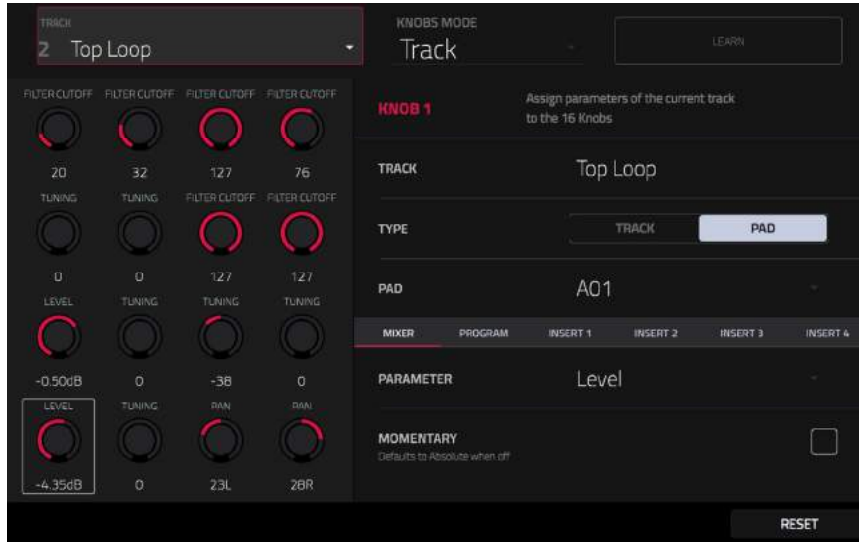 TRACK
2 Top Loop
KNOBS MODE
Track
LEARN
FILTER CUTOFF FILTER CUTOFF FILTER CUTOFF FILTER CUTOFF
20 32 127 76
TUNING TUNING FILTER CUTOFF FILTER CUTOFF
0 0 127 127
LEVEL TUNING TUNING TUNING
-0.50dB 0 -38 0
LEVEL TUNING PAN PAN
-4.35dB 0 23L 28R
KNOB 1
Assign parameters of the current track
to the 16 Knobs
TRACK Top Loop
TYPE TRACK PAD
PAD A01
MIXER PROGRAM INSERT 1 INSERT 2 INSERT 3 INSERT 4
PARAMETER Level
MOMENTARY
Defaults to Absolute when off
RESET